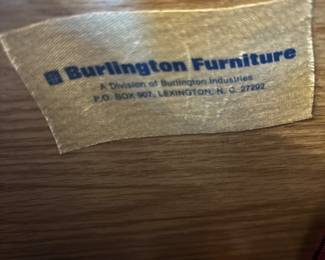 Burlington Furniture
A Division of Burlington Industries
P.O. BOX 907, LEXINGTON, N. C. 27292